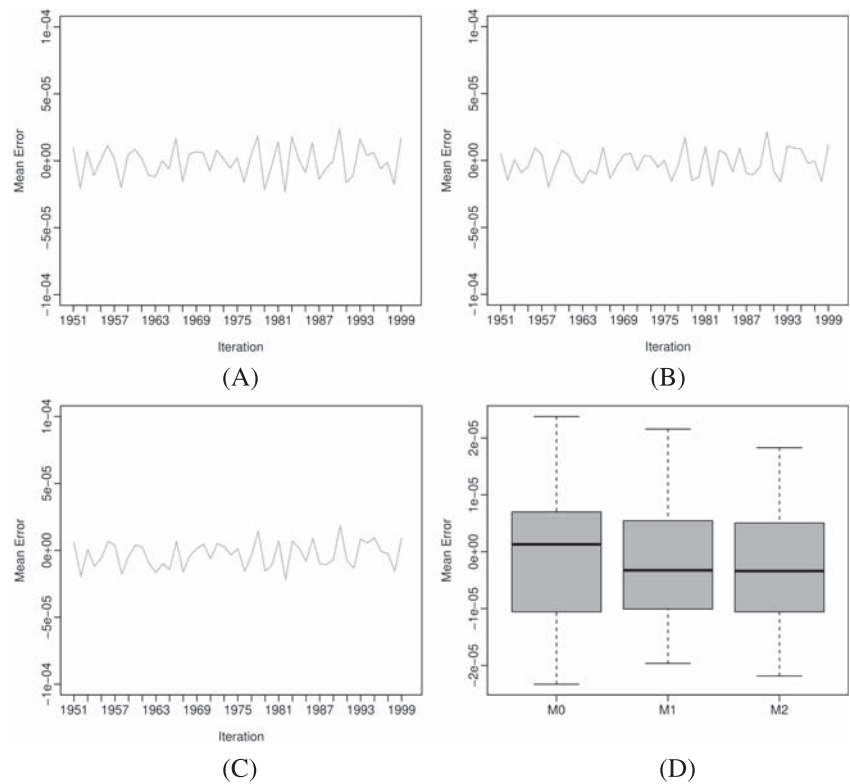 Mean Error
1e-04
5e-05
0e+00
-5e-05
-1e-04
1951 1957 1963 1969 1975 1981 1987 1993 1999
Iteration
(A)
Mean Error
1e-04
5e-05
0e+00
-5e-05
-1e-04
1951 1957 1963 1969 1975 1981 1987 1993 1999
Iteration
(B)
Mean Error
1e-04
5e-05
0e+00
-5e-05
-1e-04
1951 1957 1963 1969 1975 1981 1987 1993 1999
Iteration
(C)
Mean Error
2e-05
1e-05
0e+00
-1e-05
-2e-05
M0 M1 M2
(D)